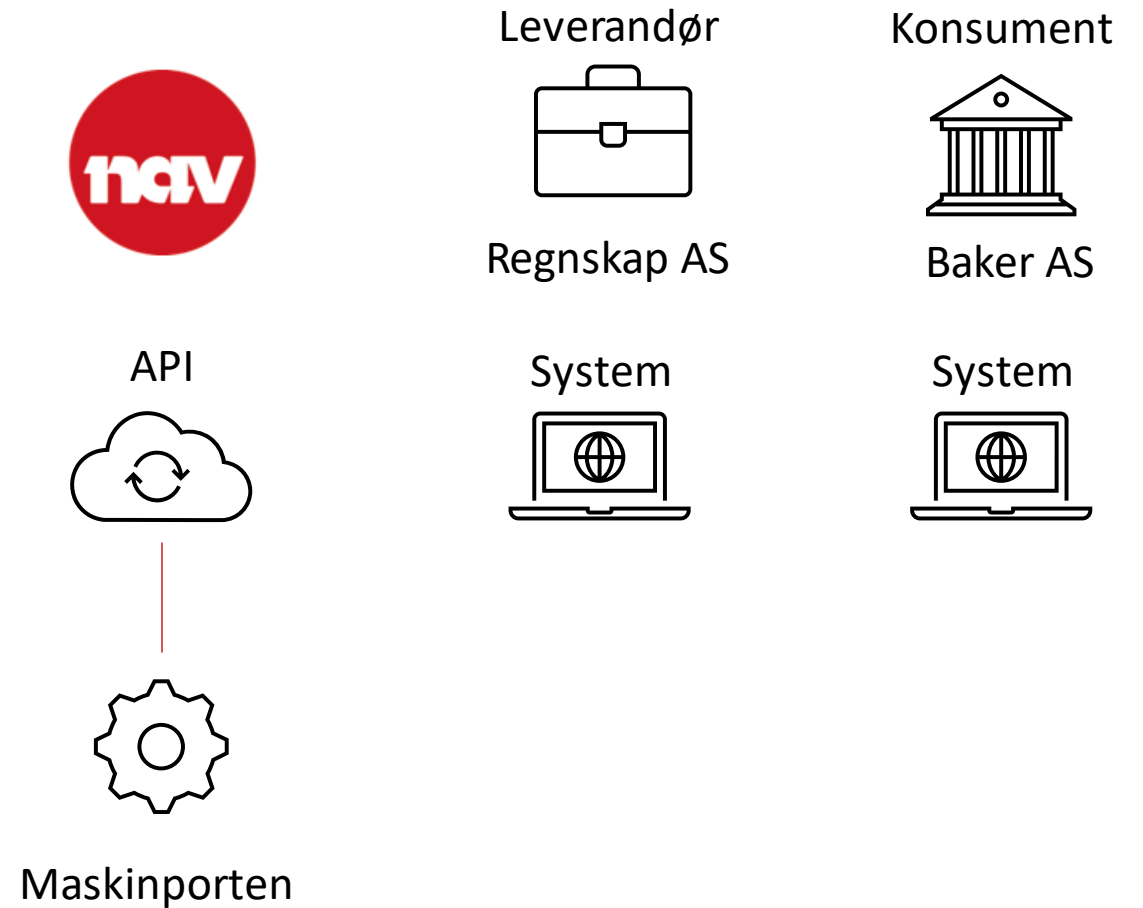 Leverandør
Konsument
nav
Regnskap AS
Baker AS
API
System
System
Maskinporten